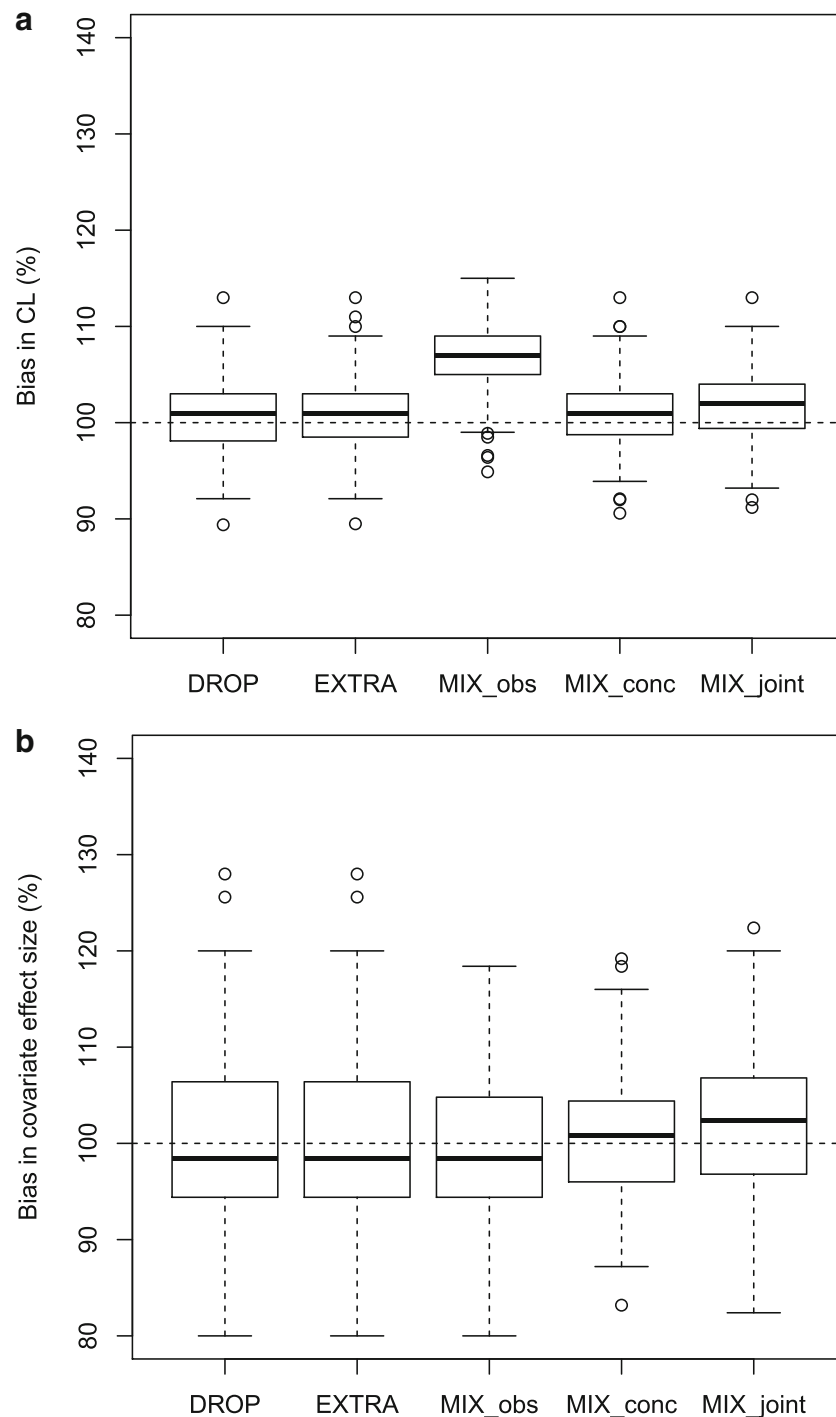 a
140
130
120
110
100
90
80
Bias in CL (%)
DROP EXTRA MIX_obs MIX_conc MIX_joint
b
140
130
120
110
100
90
80
Bias in covariate effect size (%)
DROP EXTRA MIX_obs MIX_conc MIX_joint